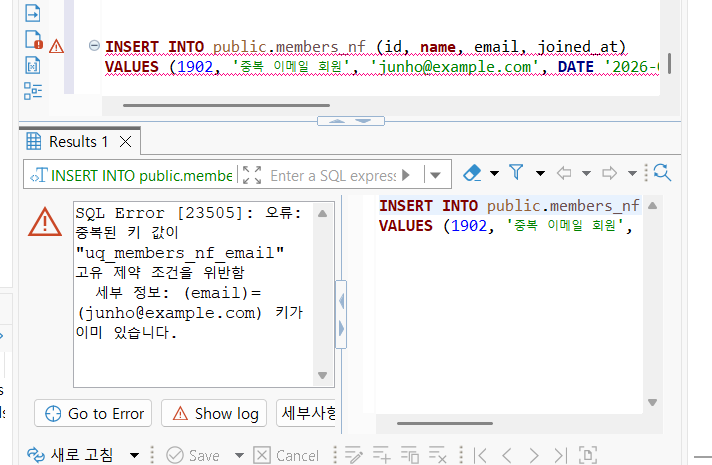 INSERT INTO public.members_nf (id, name, email, joined_at)
VALUES (1902, '중복 이메일 회원', 'junho@example.com', DATE '2026-
Results 1
INSERT INTO public.membe
Enter a SQL express
SQL Error [23505]: 오류:
중복된 키 값이
"uq_members_nf_email"
고유 제약 조건을 위반함
세부 정보: (email)=
(junho@example.com) 키가
이미 있습니다.
INSERT INTO public.members_nf
VALUES (1902, '중복 이메일 회원',
Go to Error
Show log
세부사항
새로 고침
Save
Cancel